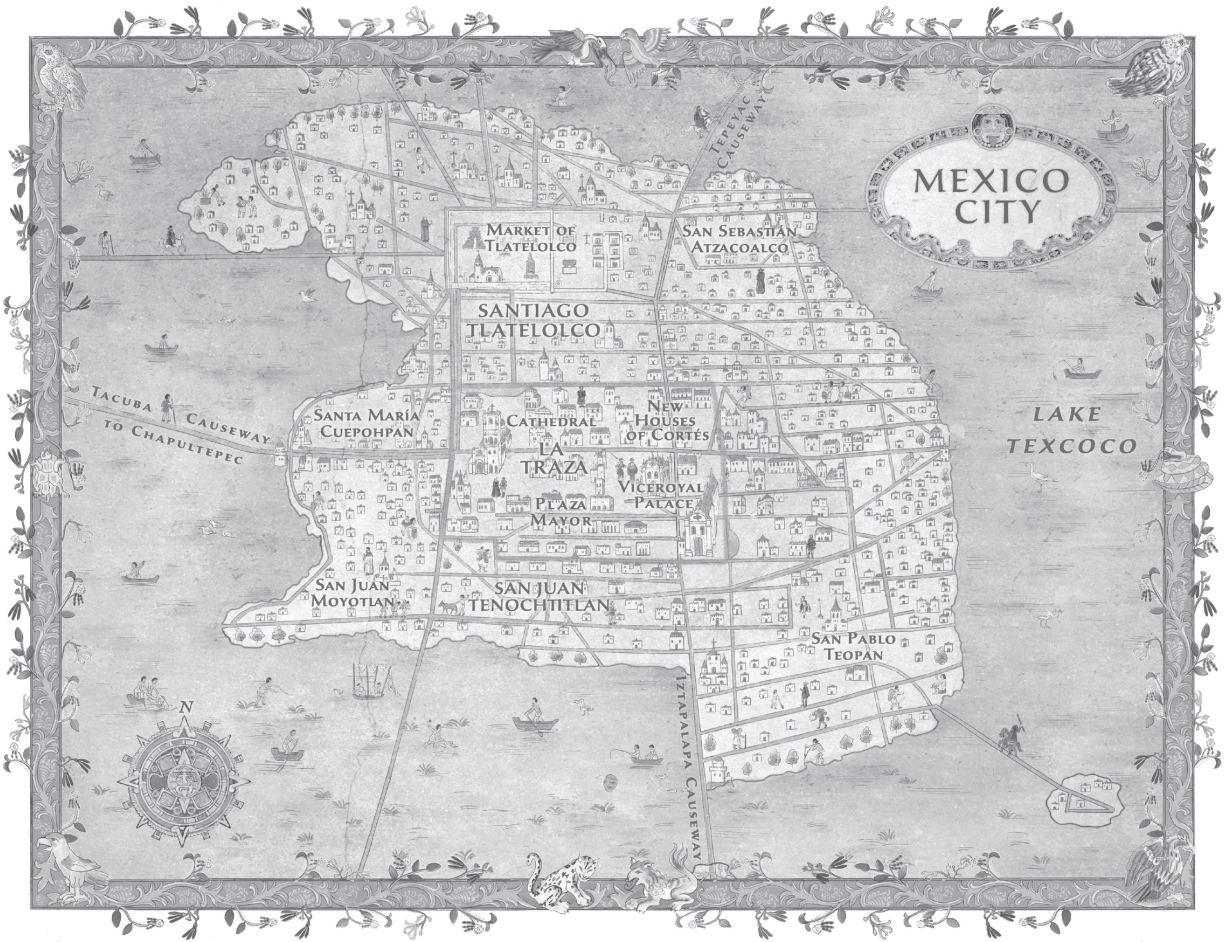 TEPEYAC
CAUSEWAY
MEXICO
CITY
MARKET OF
TLATELOLCO
SAN SEBASTIÁN
ATZACOALCO
SANTIAGO
TLATELOLCO
TACUBA CAUSEWAY
TO CHAPULTEPEC
SANTA MARÍA
CUEPOHPAN
CATHEDRAL
NEW
HOUSES
OF CORTÉS
LAKE
TEXCOCO
LA
TRAZA
VICEROYAL
PALACE
PLAZA
MAYOR
SAN JUAN
MOYOTLAN
SAN JUAN
TENOCHTITLAN
SAN PABLO
TEOPAN
IZTAPALAPA CAUSEWAY
N